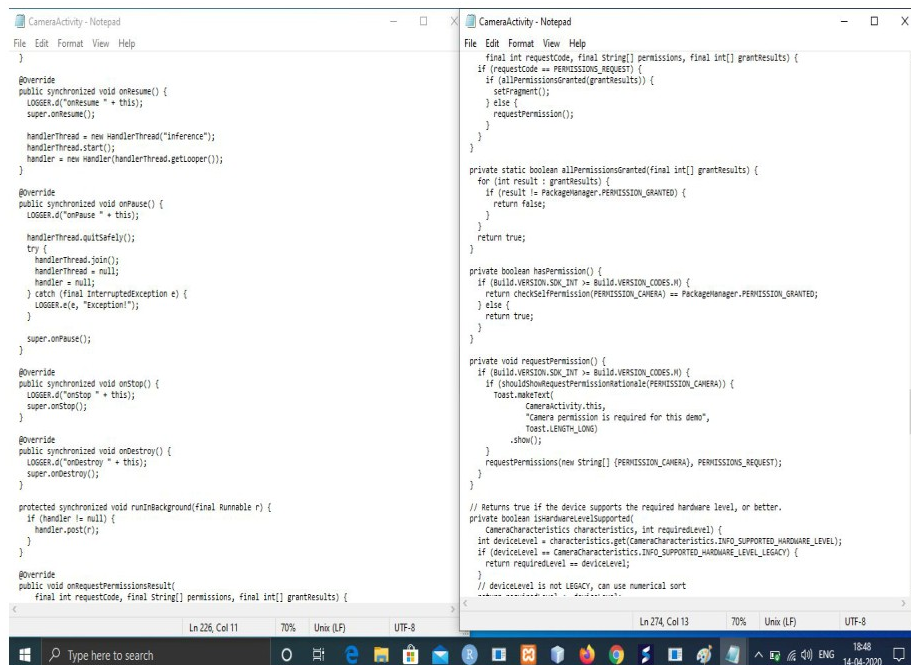 CameraActivity - Notepad
File Edit Format View Help
}

@Override
public synchronized void onResume() {
  LOGGER.d("onResume " + this);
  super.onResume();

  handlerThread = new HandlerThread("inference");
  handlerThread.start();
  handler = new Handler(handlerThread.getLooper());
}

@Override
public synchronized void onPause() {
  LOGGER.d("onPause " + this);

  handlerThread.quitSafely();
  try {
    handlerThread.join();
    handlerThread = null;
    handler = null;
  } catch (final InterruptedException e) {
    LOGGER.e(e, "Exception!");
  }

  super.onPause();
}

@Override
public synchronized void onStop() {
  LOGGER.d("onStop " + this);
  super.onStop();
}

@Override
public synchronized void onDestroy() {
  LOGGER.d("onDestroy " + this);
  super.onDestroy();
}

protected synchronized void runInBackground(final Runnable r) {
  if (handler != null) {
    handler.post(r);
  }
}

@Override
public void onRequestPermissionsResult(
    final int requestCode, final String[] permissions, final int[] grantResults) {
Ln 226, Col 11 70% Unix (LF) UTF-8
CameraActivity - Notepad
File Edit Format View Help
    final int requestCode, final String[] permissions, final int[] grantResults) {
  if (requestCode == PERMISSIONS_REQUEST) {
    if (allPermissionsGranted(grantResults)) {
      setFragment();
    } else {
      requestPermission();
    }
  }
}

private static boolean allPermissionsGranted(final int[] grantResults) {
  for (int result : grantResults) {
    if (result != PackageManager.PERMISSION_GRANTED) {
      return false;
    }
  }
  return true;
}

private boolean hasPermission() {
  if (Build.VERSION.SDK_INT >= Build.VERSION_CODES.M) {
    return checkSelfPermission(PERMISSION_CAMERA) == PackageManager.PERMISSION_GRANTED;
  } else {
    return true;
  }
}

private void requestPermission() {
  if (Build.VERSION.SDK_INT >= Build.VERSION_CODES.M) {
    if (shouldShowRequestPermissionRationale(PERMISSION_CAMERA)) {
      Toast.makeText(
              CameraActivity.this,
              "Camera permission is required for this demo",
              Toast.LENGTH_LONG)
          .show();
    }
    requestPermissions(new String[] {PERMISSION_CAMERA}, PERMISSIONS_REQUEST);
  }
}

// Returns true if the device supports the required hardware level, or better.
private boolean isHardwareLevelSupported(
    CameraCharacteristics characteristics, int requiredLevel) {
  int deviceLevel = characteristics.get(CameraCharacteristics.INFO_SUPPORTED_HARDWARE_LEVEL);
  if (deviceLevel == CameraCharacteristics.INFO_SUPPORTED_HARDWARE_LEVEL_LEGACY) {
    return requiredLevel == deviceLevel;
  }
  // deviceLevel is not LEGACY, can use numerical sort
Ln 274, Col 13 70% Unix (LF) UTF-8
Type here to search
ENG
18:48
14-04-2020